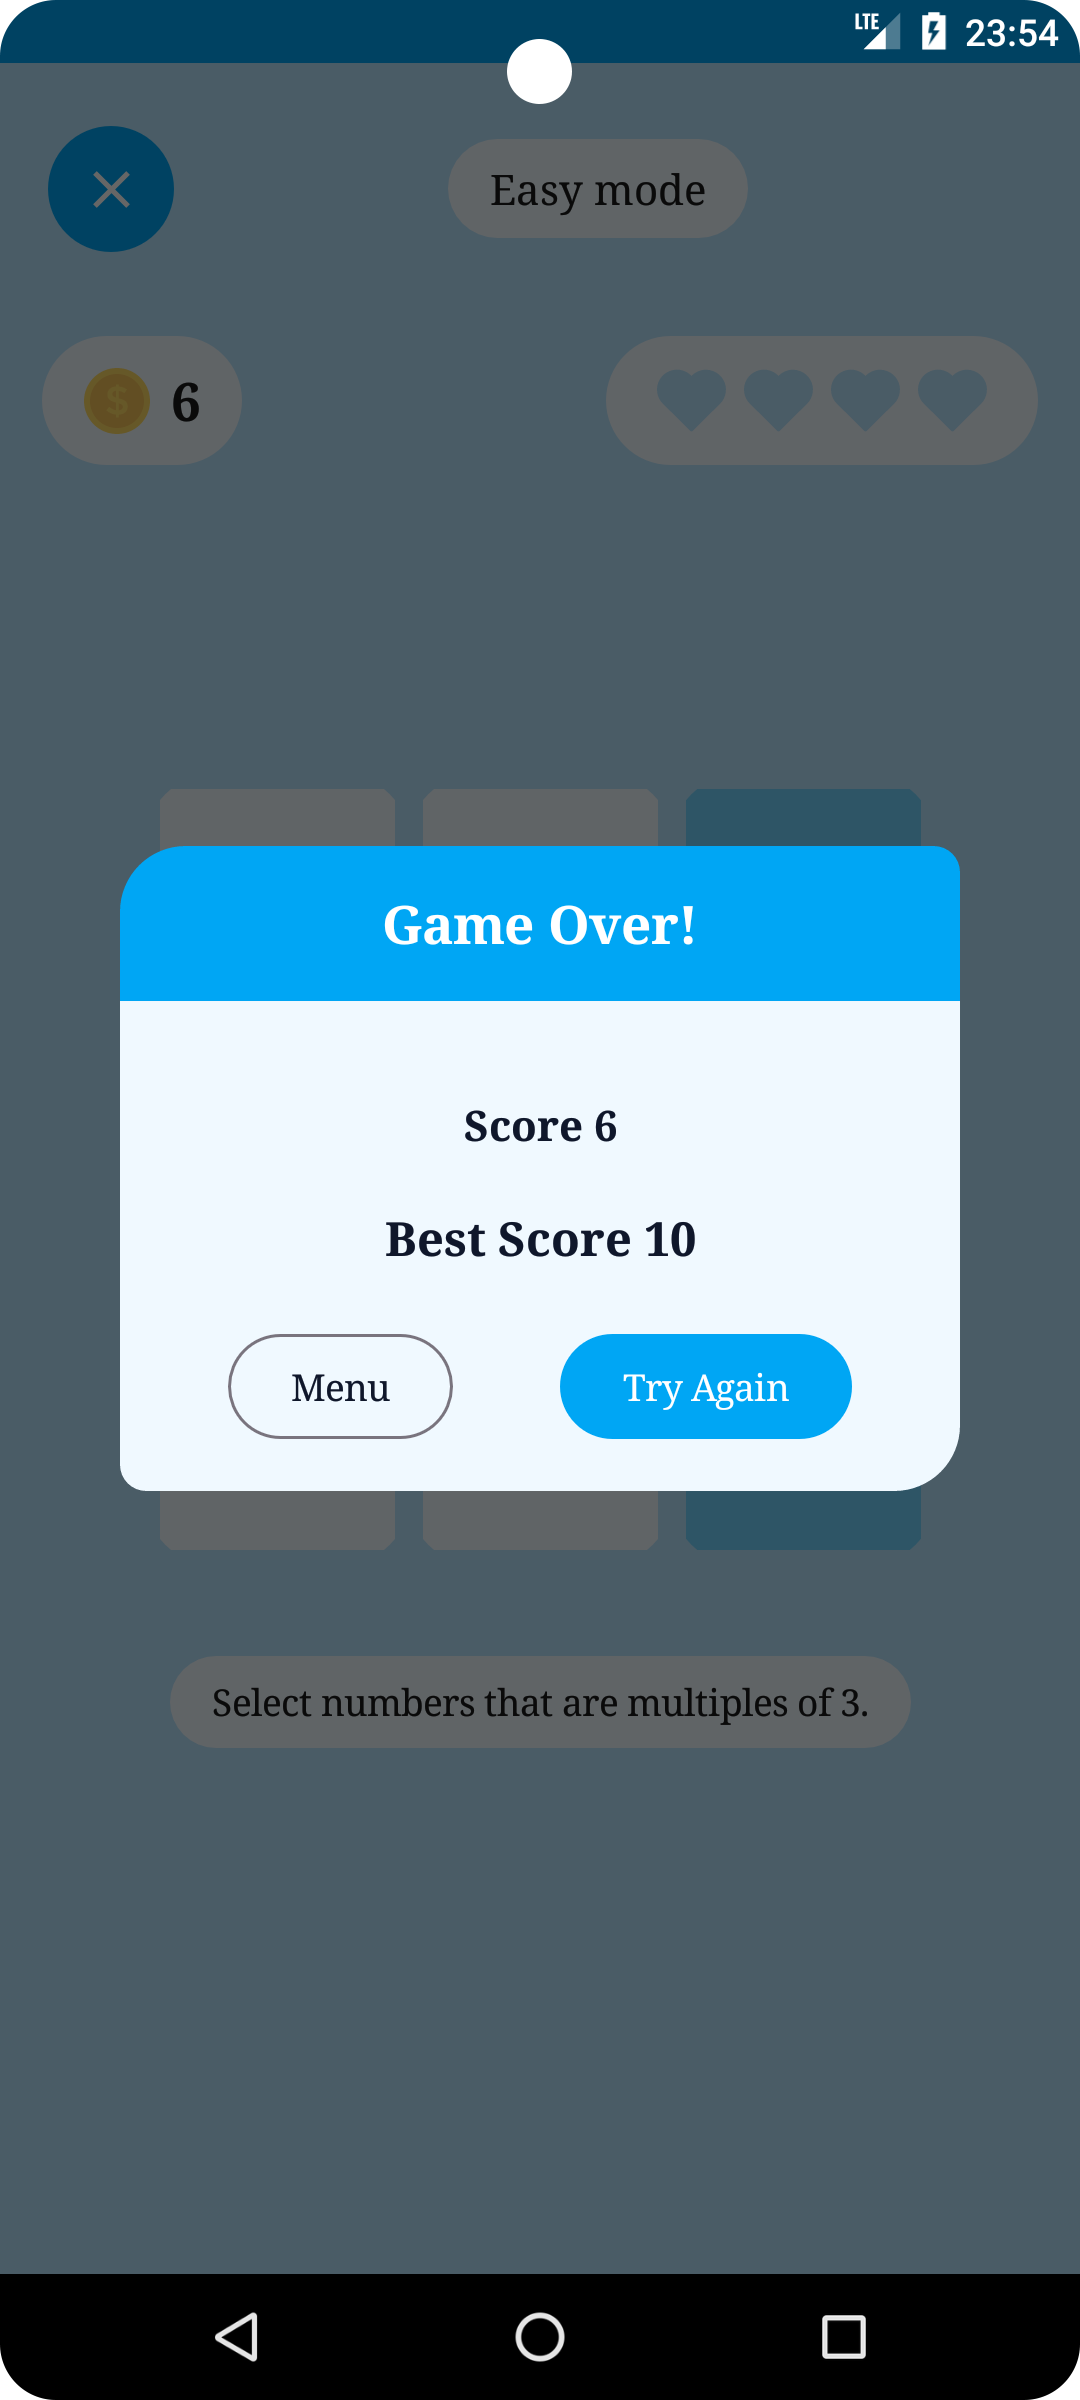 LTE 23:54
Easy mode
$ 6
Game Over!
Score 6
Best Score 10
Menu Try Again
Select numbers that are multiples of 3.